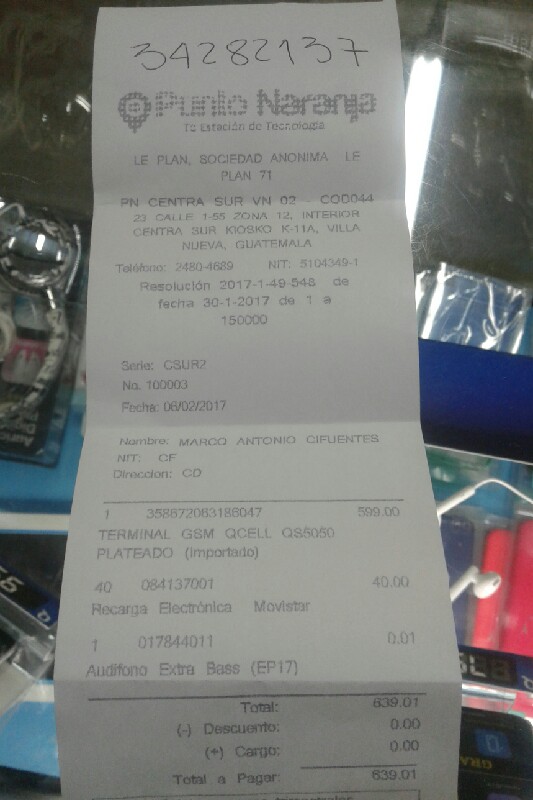 34282137
Punto Naranja
Tu Estación de Tecnología
LE PLAN, SOCIEDAD ANONIMA LE
PLAN 71
PN CENTRA SUR VN 02 - COD044
23 CALLE 1-55 ZONA 12, INTERIOR
CENTRA SUR KIOSKO K-11A, VILLA
NUEVA, GUATEMALA
Teléfono: 2480-4689 NIT: 5104349-1
Resolución 2017-1-49-548 de
fecha 30-1-2017 de 1 a
150000
Serie: CSUR2
No. 100003
Fecha: 06/02/2017
Nombre: MARCO ANTONIO CIFUENTES
NIT: CF
Direccion: CD
1 358672063186047 599.00
TERMINAL GSM QCELL QS5050
PLATEADO (importado)
40 084137001 40.00
Recarga Electrónica Movistar
1 017844011 0.01
Audifono Extra Bass (EP17)
Total: 639.01
(-) Descuento: 0.00
(+) Cargo: 0.00
Total a Pagar: 639.01